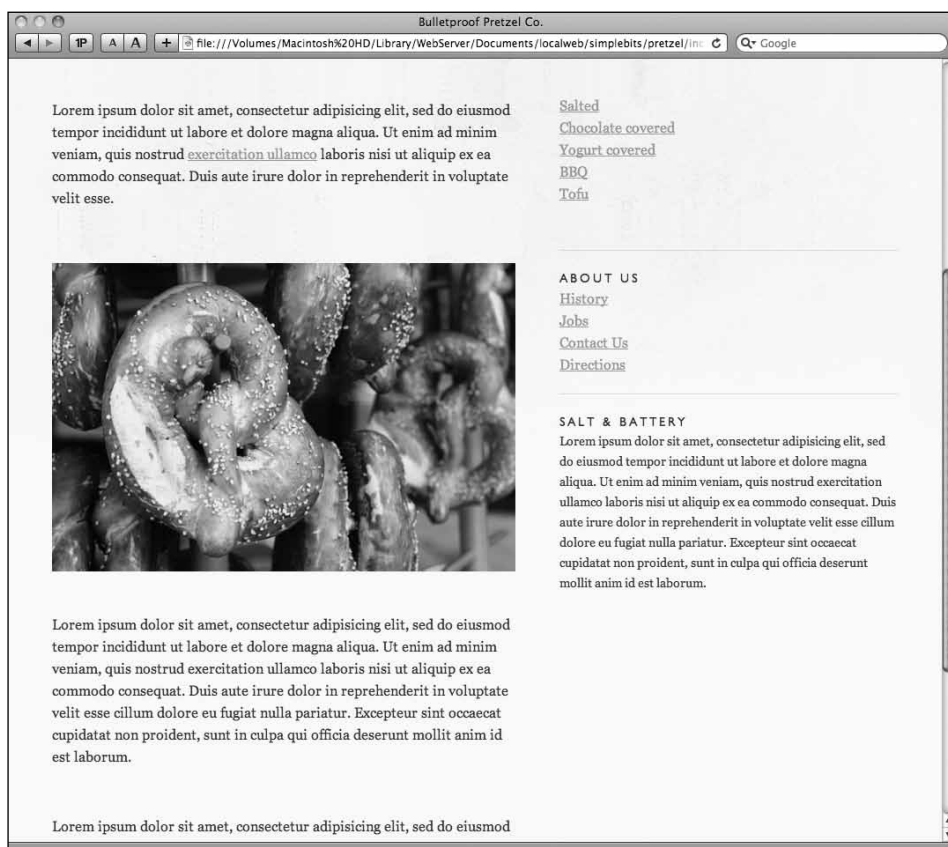 Bulletproof Pretzel Co.
1P A A + file:///Volumes/Macintosh%20HD/Library/WebServer/Documents/localweb/simplebits/pretzel/in Google
Lorem ipsum dolor sit amet, consectetur adipisicing elit, sed do eiusmod
tempor incididunt ut labore et dolore magna aliqua. Ut enim ad minim
veniam, quis nostrud exercitation ullamco laboris nisi ut aliquip ex ea
commodo consequat. Duis aute irure dolor in reprehenderit in voluptate
velit esse.
Lorem ipsum dolor sit amet, consectetur adipisicing elit, sed do eiusmod
tempor incididunt ut labore et dolore magna aliqua. Ut enim ad minim
veniam, quis nostrud exercitation ullamco laboris nisi ut aliquip ex ea
commodo consequat. Duis aute irure dolor in reprehenderit in voluptate
velit esse cillum dolore eu fugiat nulla pariatur. Excepteur sint occaecat
cupidatat non proident, sunt in culpa qui officia deserunt mollit anim id
est laborum.
Lorem ipsum dolor sit amet, consectetur adipisicing elit, sed do eiusmod
Salted
Chocolate covered
Yogurt covered
BBQ
Tofu
ABOUT US
History
Jobs
Contact Us
Directions
SALT & BATTERY
Lorem ipsum dolor sit amet, consectetur adipisicing elit, sed
do eiusmod tempor incididunt ut labore et dolore magna
aliqua. Ut enim ad minim veniam, quis nostrud exercitation
ullamco laboris nisi ut aliquip ex ea commodo consequat. Duis
aute irure dolor in reprehenderit in voluptate velit esse cillum
dolore eu fugiat nulla pariatur. Excepteur sint occaecat
cupidatat non proident, sunt in culpa qui officia deserunt
mollit anim id est laborum.